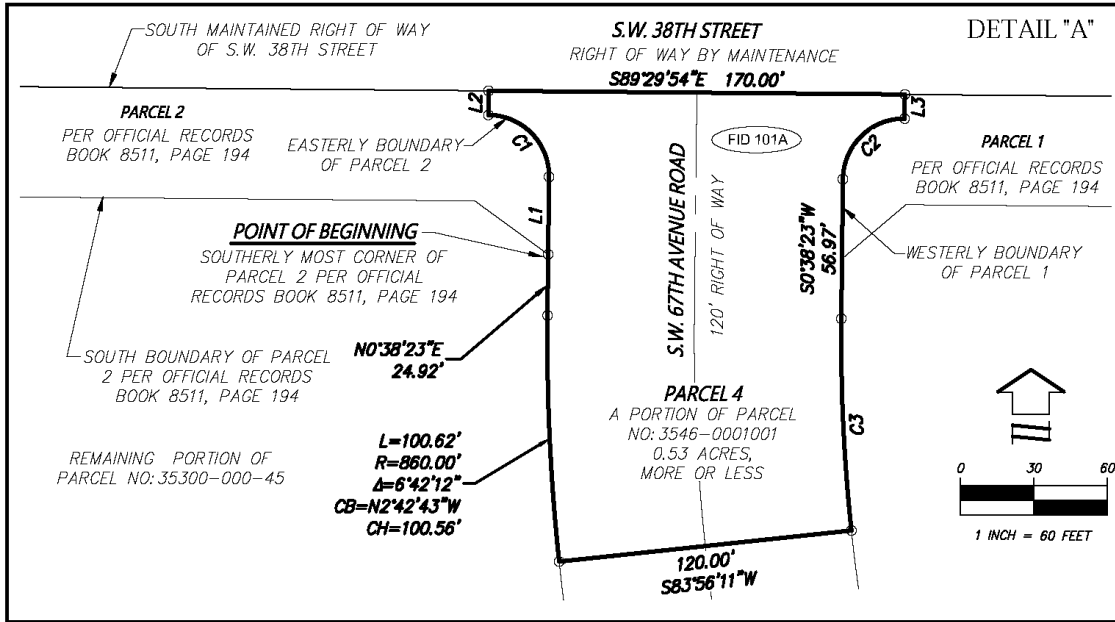 DETAIL "A"
SOUTH MAINTAINED RIGHT OF WAY
OF S.W. 38TH STREET
S.W. 38TH STREET
RIGHT OF WAY BY MAINTENANCE
S89°29'54"E 170.00'
L2
L3
PARCEL 2
PER OFFICIAL RECORDS
BOOK 8511, PAGE 194
EASTERLY BOUNDARY
OF PARCEL 2
C1
C2
FID 101A
PARCEL 1
PER OFFICIAL RECORDS
BOOK 8511, PAGE 194
L1
S.W. 67TH AVENUE ROAD
120' RIGHT OF WAY
S0°38'23"W
56.97'
WESTERLY BOUNDARY
OF PARCEL 1
POINT OF BEGINNING
SOUTHERLY MOST CORNER OF
PARCEL 2 PER OFFICIAL
RECORDS BOOK 8511, PAGE 194
SOUTH BOUNDARY OF PARCEL
2 PER OFFICIAL RECORDS
BOOK 8511, PAGE 194
N0°38'23"E
24.92'
PARCEL 4
A PORTION OF PARCEL
NO: 3546-0001001
0.53 ACRES,
MORE OR LESS
C3
L=100.62'
R=860.00'
Δ=6°42'12"
CB=N2°42'43"W
CH=100.56'
REMAINING PORTION OF
PARCEL NO: 35300-000-45
0 30 60
1 INCH = 60 FEET
120.00'
S83°56'11"W